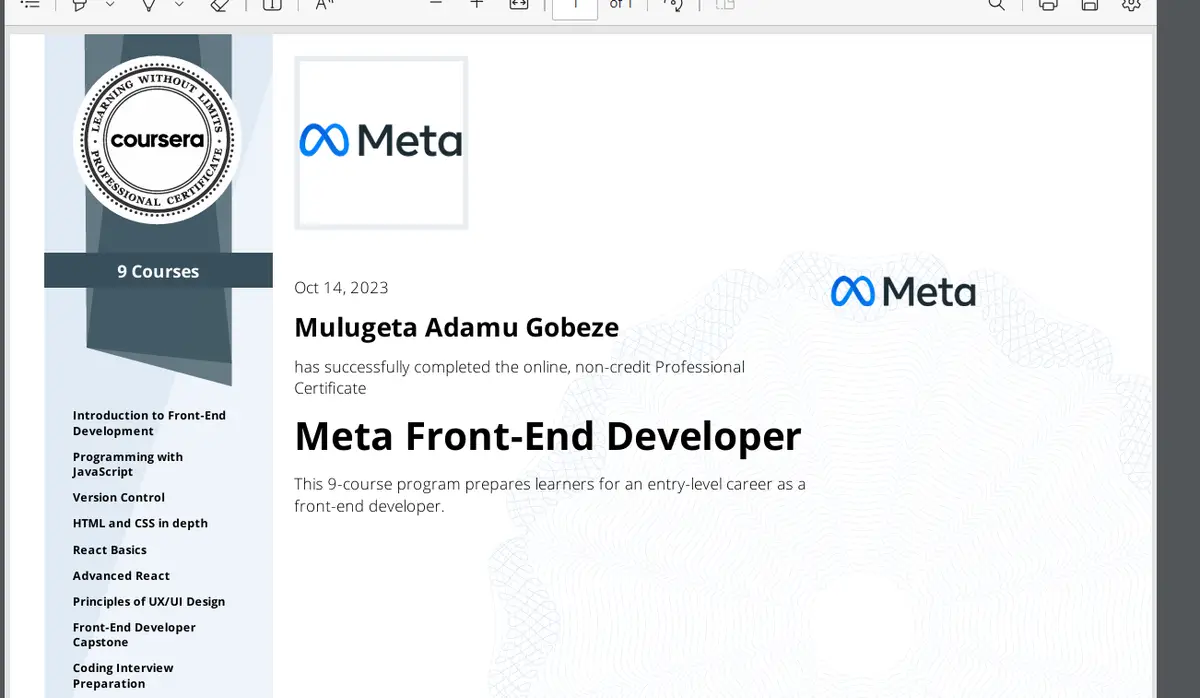 1
of 1
LEARNING WITHOUT LIMITS
coursera
PROFESSIONAL CERTIFICATE
9 Courses
Introduction to Front-End
Development
Programming with
JavaScript
Version Control
HTML and CSS in depth
React Basics
Advanced React
Principles of UX/UI Design
Front-End Developer
Capstone
Coding Interview
Preparation
Meta
Oct 14, 2023
Meta
Mulugeta Adamu Gobeze
has successfully completed the online, non-credit Professional
Certificate
Meta Front-End Developer
This 9-course program prepares learners for an entry-level career as a
front-end developer.